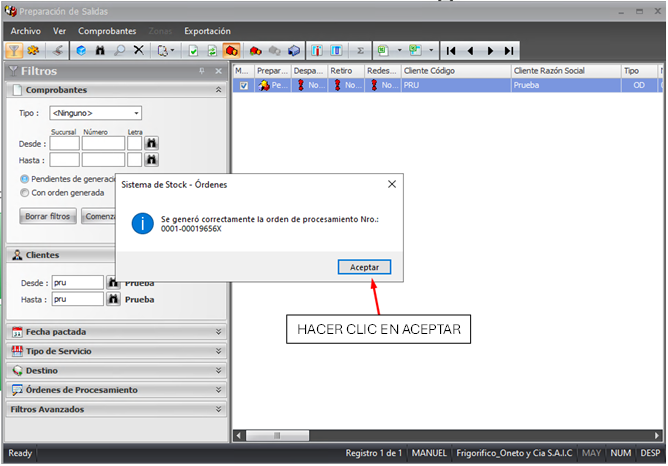 Preparación de Salidas
Archivo Ver Comprobantes Zonas Exportación
Filtros
Comprobantes
Tipo : <Ninguno>
Sucursal Número Letra
Desde :
Hasta :
Pendientes de generació
Con orden generada
Borrar filtros Comenza
Clientes
Desde : pru Prueba
Hasta : pru Prueba
Fecha pactada
Tipo de Servicio
Destino
Órdenes de Procesamiento
Filtros Avanzados
M... Prepar... Despa... Retiro Redes... Cliente Código Cliente Razón Social Tipo
Pe... No... No... No... PRU Prueba OD
Sistema de Stock - Órdenes
Se generó correctamente la orden de procesamiento Nro.:
0001-00019656X
Aceptar
HACER CLIC EN ACEPTAR
Ready Registro 1 de 1 MANUEL Frigorifico_Oneto y Cia S.A.I.C MAY NUM DESP